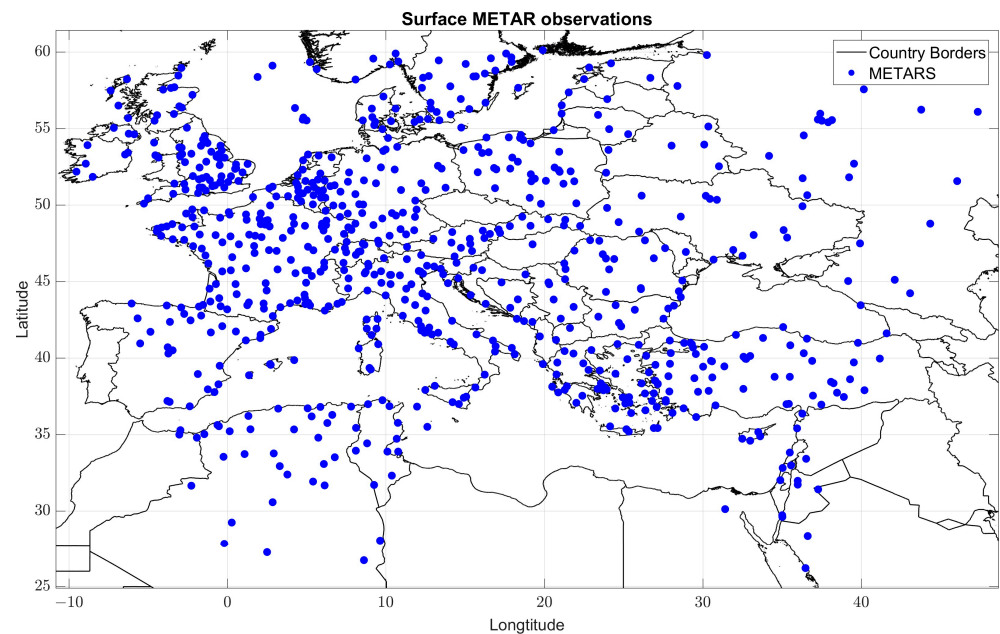 Surface METAR observations
Country Borders
METARS
60
55
50
45
40
35
30
25
Latitude
−10 0 10 20 30 40
Longtitude